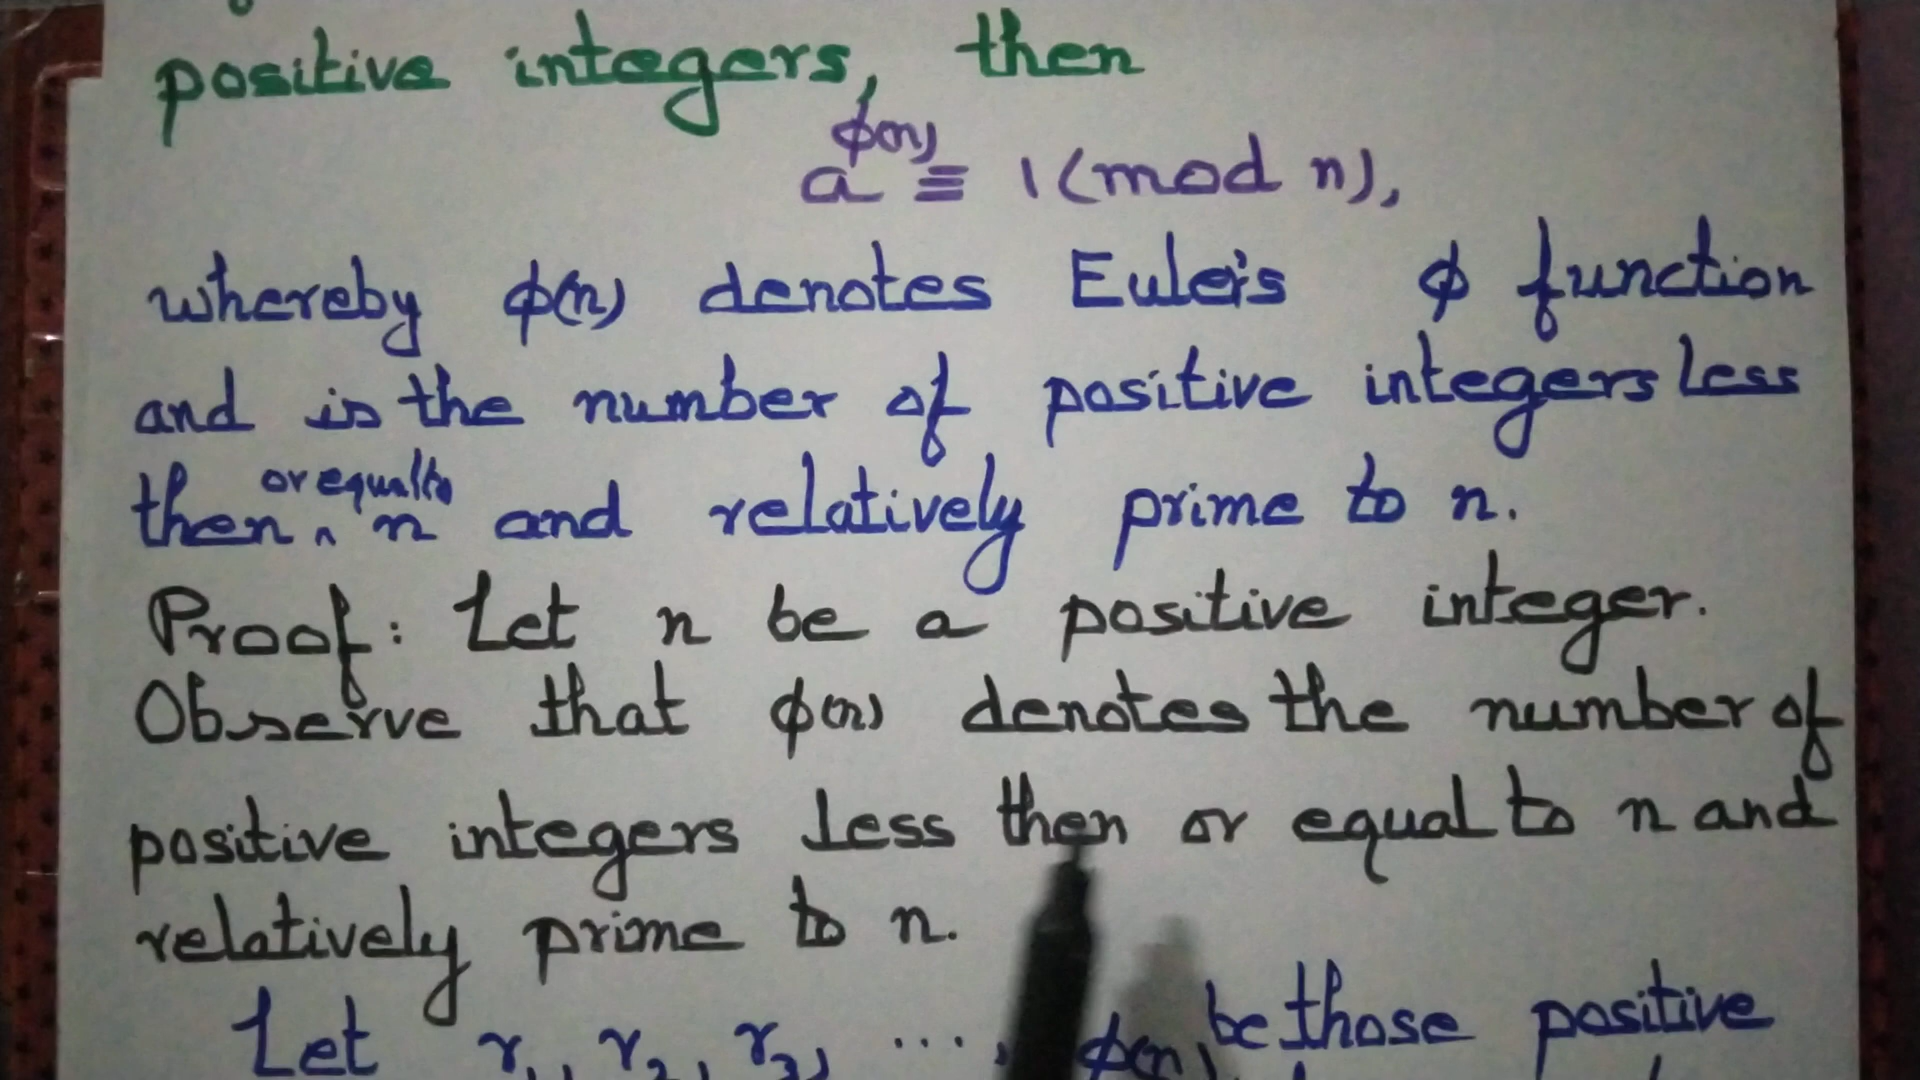 positive integers, then
a^ϕ(n) ≡ 1 (mod n),
whereby ϕ(n) denotes Euler's ϕ function
and is the number of positive integers less
then or equal to n and relatively prime to n.
Proof: Let n be a positive integer.
Observe that ϕ(n) denotes the number of
positive integers less then or equal to n and
relatively prime to n.
Let r₁, r₂, r₃, ...., ϕ(n) be those positive